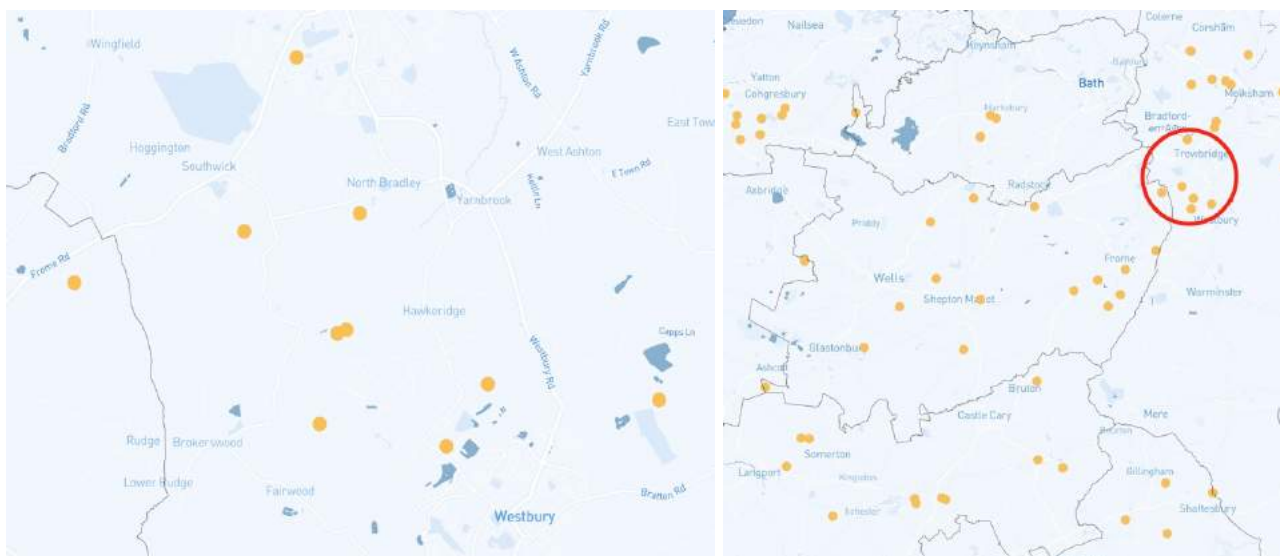 Wingfield
Bradford Rd
W Ashton Rd
Yarnbrook Rd
East Tow
Hoggington
Southwick
West Ashton
E Town Rd
North Bradley
Yarnbrook
Frome Rd
Hawkeridge
Westbury Rd
Capps Ln
Rudge
Brokerswood
Lower Rudge
Fairwood
Bratton Rd
Westbury
Nailsea
Keynsham
Colerne
Corsham
Yatton
Congresbury
Bath
Melksham
Bradford-
on-Avon
Trowbridge
Axbridge
Radstock
Priddy
Westbury
Wells
Frome
Shepton Mallet
Warminster
Glastonbury
Ashcott
Bruton
Castle Cary
Mere
Somerton
Langport
Gillingham
Ilchester
Shaftesbury